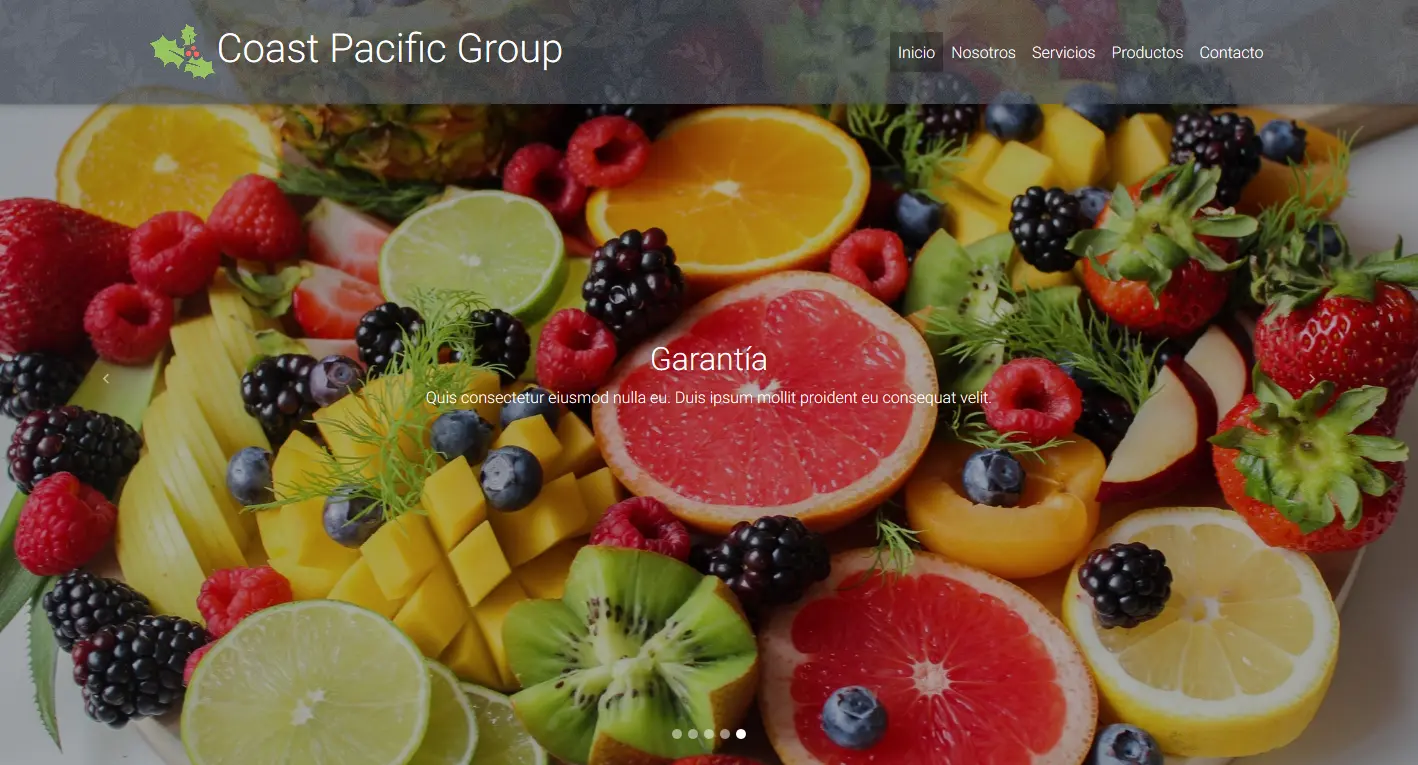 Coast Pacific Group
Inicio Nosotros Servicios Productos Contacto
Garantía
Quis consectetur eiusmod nulla eu. Duis ipsum mollit proident eu consequat velit.